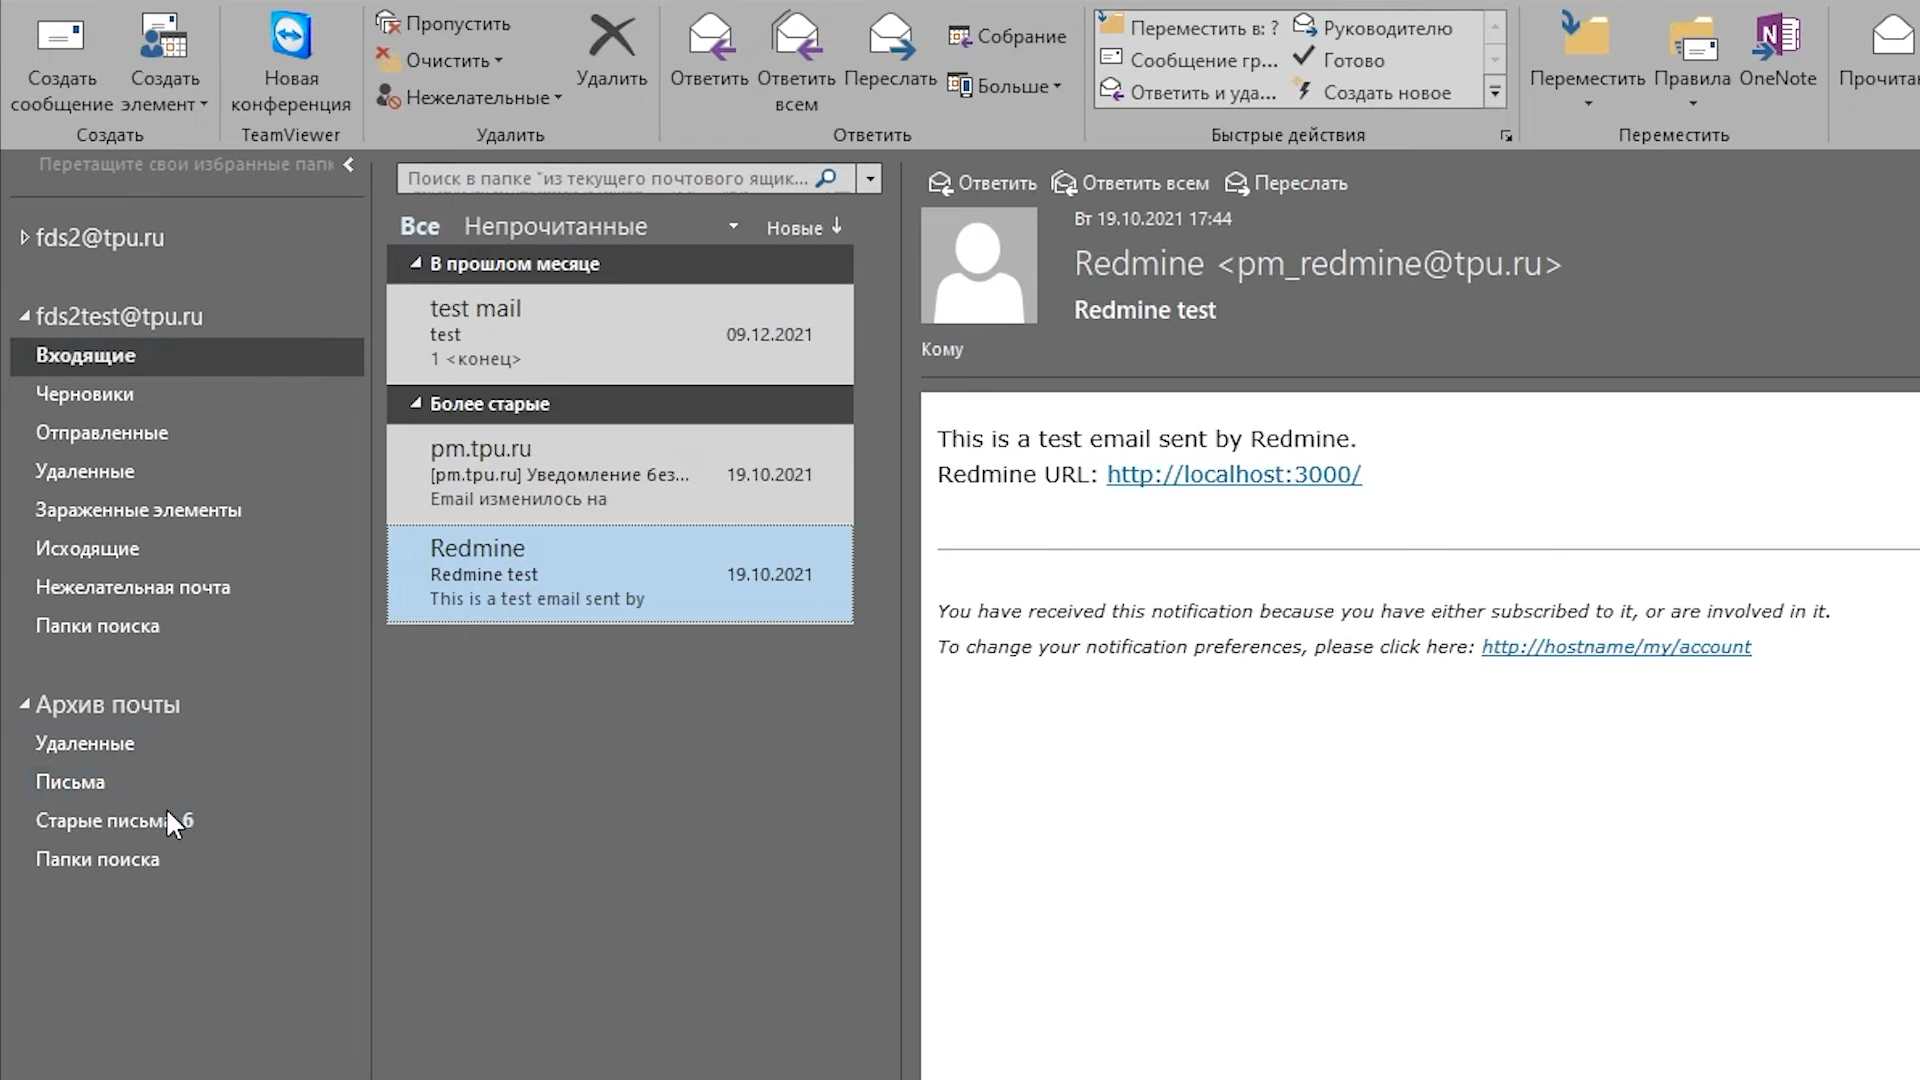 Создать сообщение
Создать элемент
Создать
Новая конференция
TeamViewer
Пропустить
Очистить
Нежелательные
Удалить
Удалить
Ответить
Ответить всем
Переслать
Собрание
Больше
Ответить
Переместить в: ?
Сообщение гр...
Ответить и уда...
Руководителю
Готово
Создать новое
Быстрые действия
Переместить
Правила
OneNote
Переместить
Перетащите свои избранные
fds2@tpu.ru
fds2test@tpu.ru
Входящие
Черновики
Отправленные
Удаленные
Зараженные элементы
Исходящие
Нежелательная почта
Папки поиска
Архив почты
Удаленные
Письма
Старые письма 6
Папки поиска
Поиск в папке "из текущего почтового ящик...
Все Непрочитанные Новые ↓
В прошлом месяце
test mail
test 09.12.2021
1 <конец>
Более старые
pm.tpu.ru
[pm.tpu.ru] Уведомление без... 19.10.2021
Email изменилось на
Redmine
Redmine test 19.10.2021
This is a test email sent by
Ответить Ответить всем Переслать
Вт 19.10.2021 17:44
Redmine <pm_redmine@tpu.ru>
Redmine test
Кому
This is a test email sent by Redmine.
Redmine URL: http://localhost:3000/
You have received this notification because you have either subscribed to it, or are involved in it.
To change your notification preferences, please click here: http://hostname/my/account